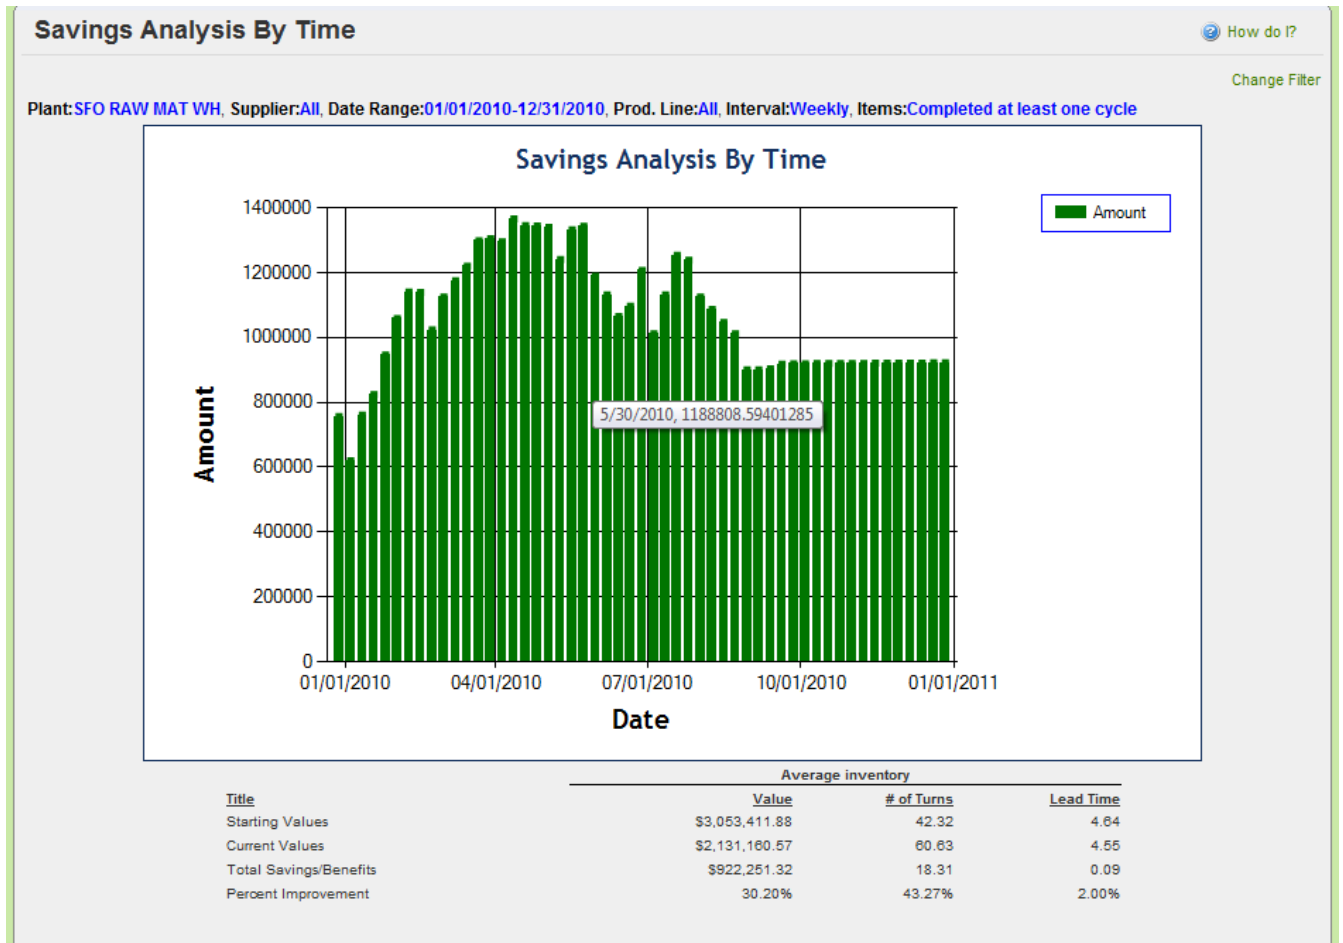 Savings Analysis By Time
How do I?
Change Filter
Plant:SFO RAW MAT WH, Supplier:All, Date Range:01/01/2010-12/31/2010, Prod. Line:All, Interval:Weekly, Items:Completed at least one cycle
Savings Analysis By Time
Amount
1400000
1200000
1000000
800000
600000
400000
200000
0
Amount
5/30/2010, 1188808.59401285
01/01/2010 04/01/2010 07/01/2010 10/01/2010 01/01/2011
Date
Average inventory
Title Value # of Turns Lead Time
Starting Values $3,053,411.88 42.32 4.64
Current Values $2,131,160.57 60.63 4.55
Total Savings/Benefits $922,251.32 18.31 0.09
Percent Improvement 30.20% 43.27% 2.00%